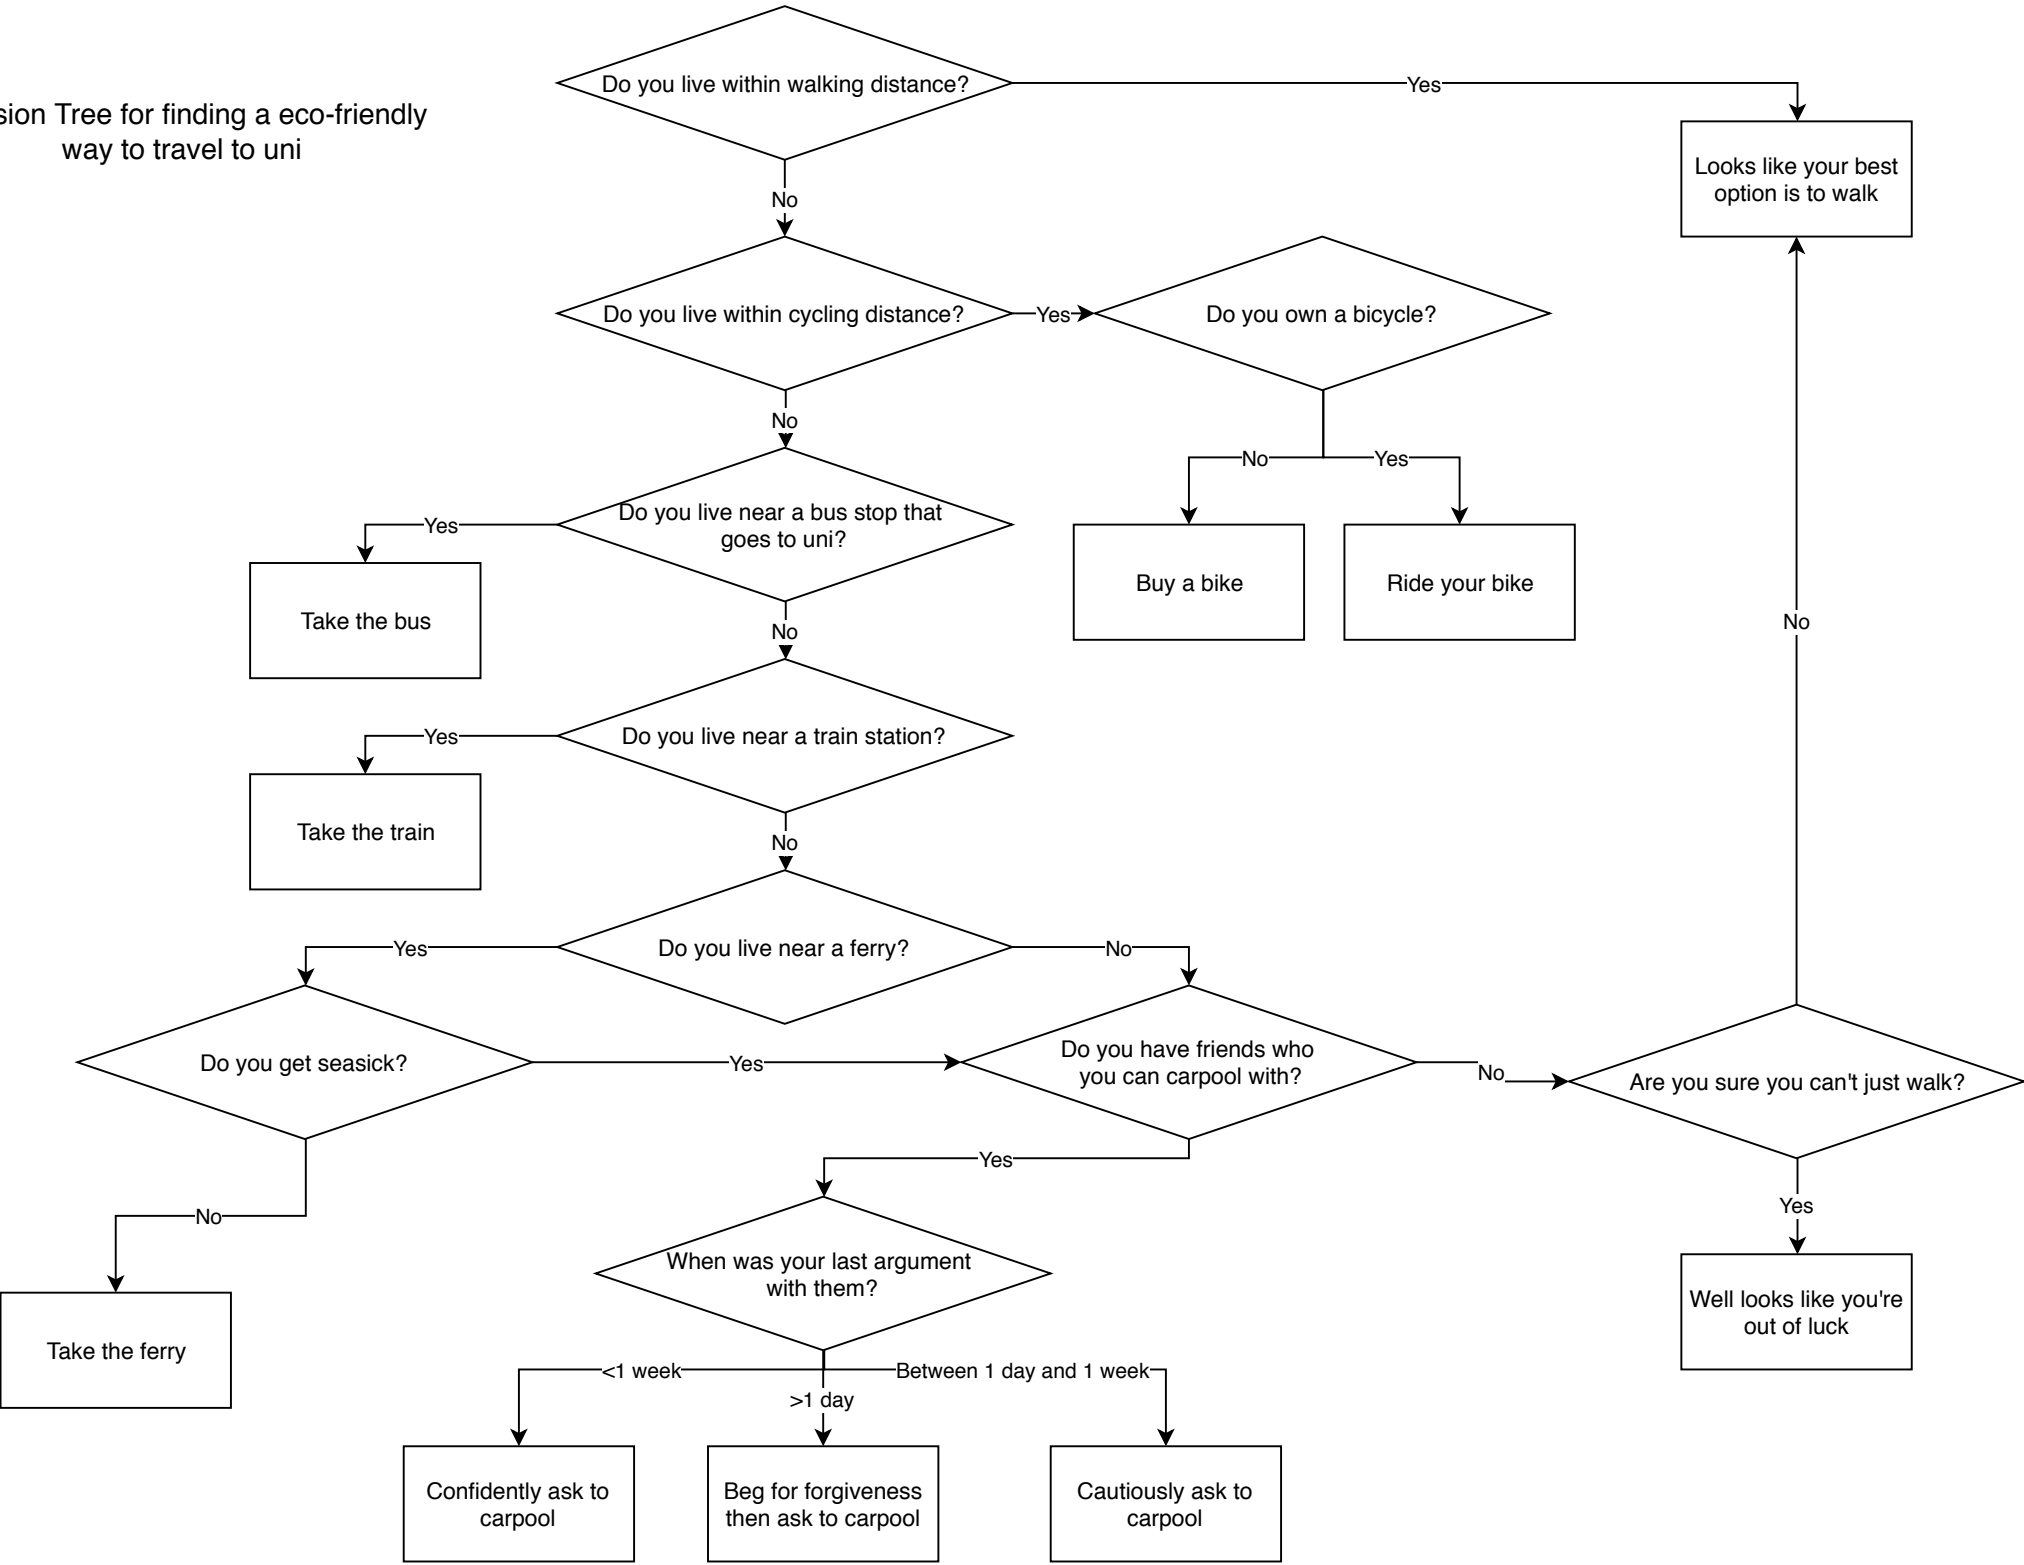 Do you live within walking distance?
Yes
sion Tree for finding a eco-friendly
way to travel to uni
Looks like your best
option is to walk
No
Do you live within cycling distance?
Yes
Do you own a bicycle?
No
No
Yes
Do you live near a bus stop that
goes to uni?
Yes
Take the bus
Buy a bike
Ride your bike
No
No
Do you live near a train station?
Yes
Take the train
No
Do you live near a ferry?
Yes
No
Do you get seasick?
Yes
Do you have friends who
you can carpool with?
No
Are you sure you can't just walk?
Yes
Yes
No
When was your last argument
with them?
Well looks like you're
out of luck
Take the ferry
<1 week
>1 day
Between 1 day and 1 week
Confidently ask to
carpool
Beg for forgiveness
then ask to carpool
Cautiously ask to
carpool